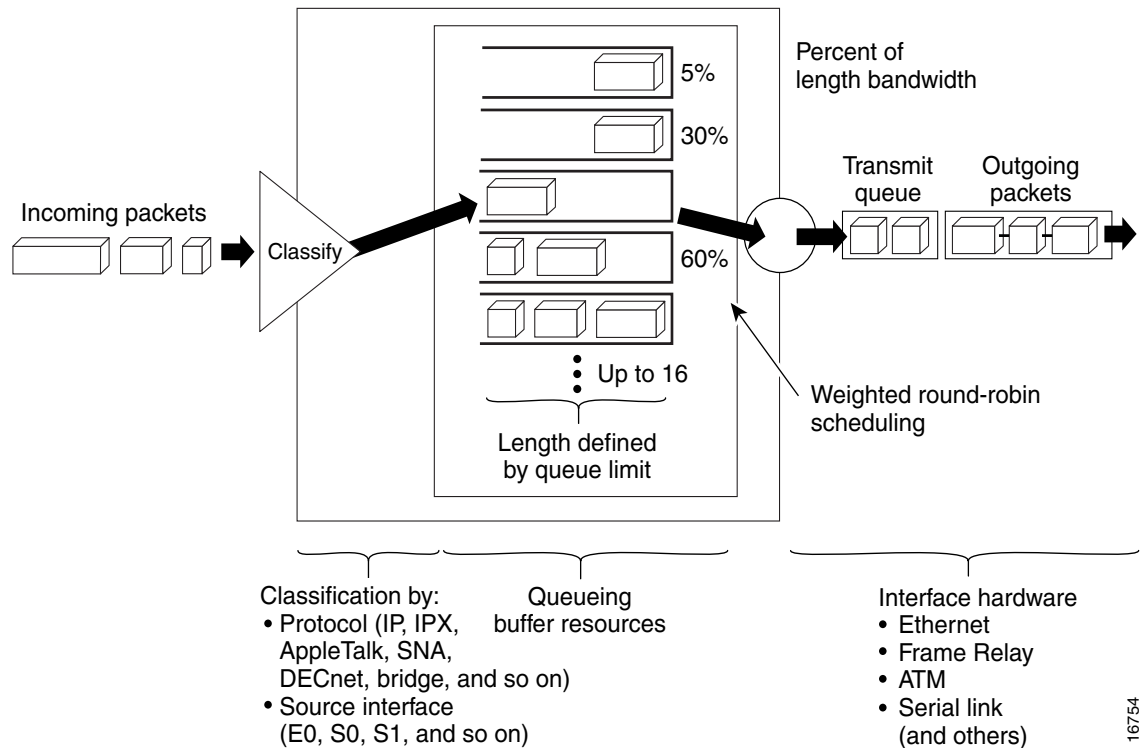 Percent of
length bandwidth
5%
30%
Transmit
queue
Outgoing
packets
Incoming packets
Classify
60%
Up to 16
Weighted round-robin
scheduling
Length defined
by queue limit
Classification by:
• Protocol (IP, IPX,
AppleTalk, SNA,
DECnet, bridge, and so on)
• Source interface
(E0, S0, S1, and so on)
Queueing
buffer resources
Interface hardware
• Ethernet
• Frame Relay
• ATM
• Serial link
(and others)
16754